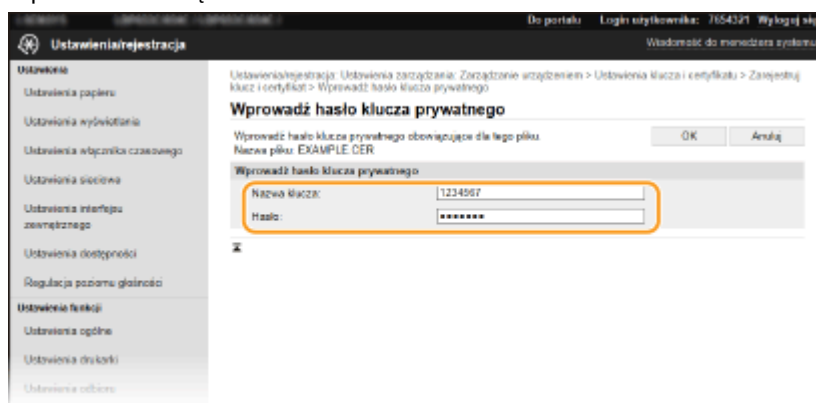 Do portalu Login użytkownika: 7654321 Wyloguj się
Ustawienia/rejestracja
Wiadomość do menedżera systemu
Ustawienia
Ustawienia papieru
Ustawienia wyświetlania
Ustawienia włącznika czasowego
Ustawienia sieciowe
Ustawienia interfejsu
zewnętrznego
Ustawienia dostępności
Regulacja poziomu głośności
Ustawienia funkcji
Ustawienia ogólne
Ustawienia drukarki
Ustawienia odbioru
Ustawienia/rejestracja: Ustawienia zarządzania: Zarządzanie urządzeniem > Ustawienia klucza i certyfikatu > Zarejestruj
klucz i certyfikat > Wprowadź hasło klucza prywatnego
Wprowadź hasło klucza prywatnego
Wprowadź hasło klucza prywatnego obowiązujące dla tego pliku.
Nazwa pliku: EXAMPLE.CER
OK Anuluj
Wprowadź hasło klucza prywatnego
Nazwa klucza: 1234567
Hasło: •••••••